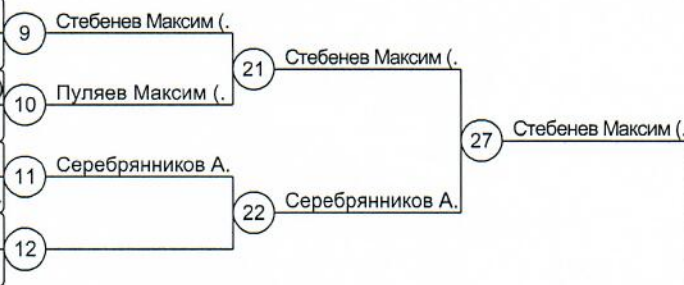 9 Стебенев Максим (.
21 Стебенев Максим (.
10 Пуляев Максим (.
27 Стебенев Максим (.
11 Серебрянников А.
22 Серебрянников А.
12